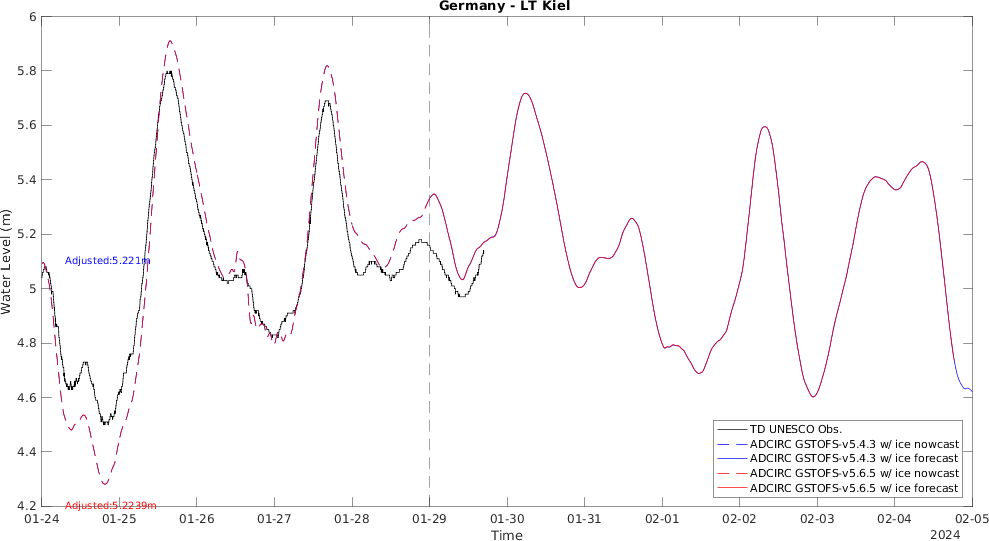 Germany - LT Kiel
6
5.8
5.6
5.4
5.2
5
4.8
4.6
4.4
4.2
Water Level (m)
Adjusted:5.221m
Adjusted:5.2239m
TD UNESCO Obs.
ADCIRC GSTOFS-v5.4.3 w/ ice nowcast
ADCIRC GSTOFS-v5.4.3 w/ ice forecast
ADCIRC GSTOFS-v5.6.5 w/ ice nowcast
ADCIRC GSTOFS-v5.6.5 w/ ice forecast
01-24 01-25 01-26 01-27 01-28 01-29 01-30 01-31 02-01 02-02 02-03 02-04 02-05
Time
2024